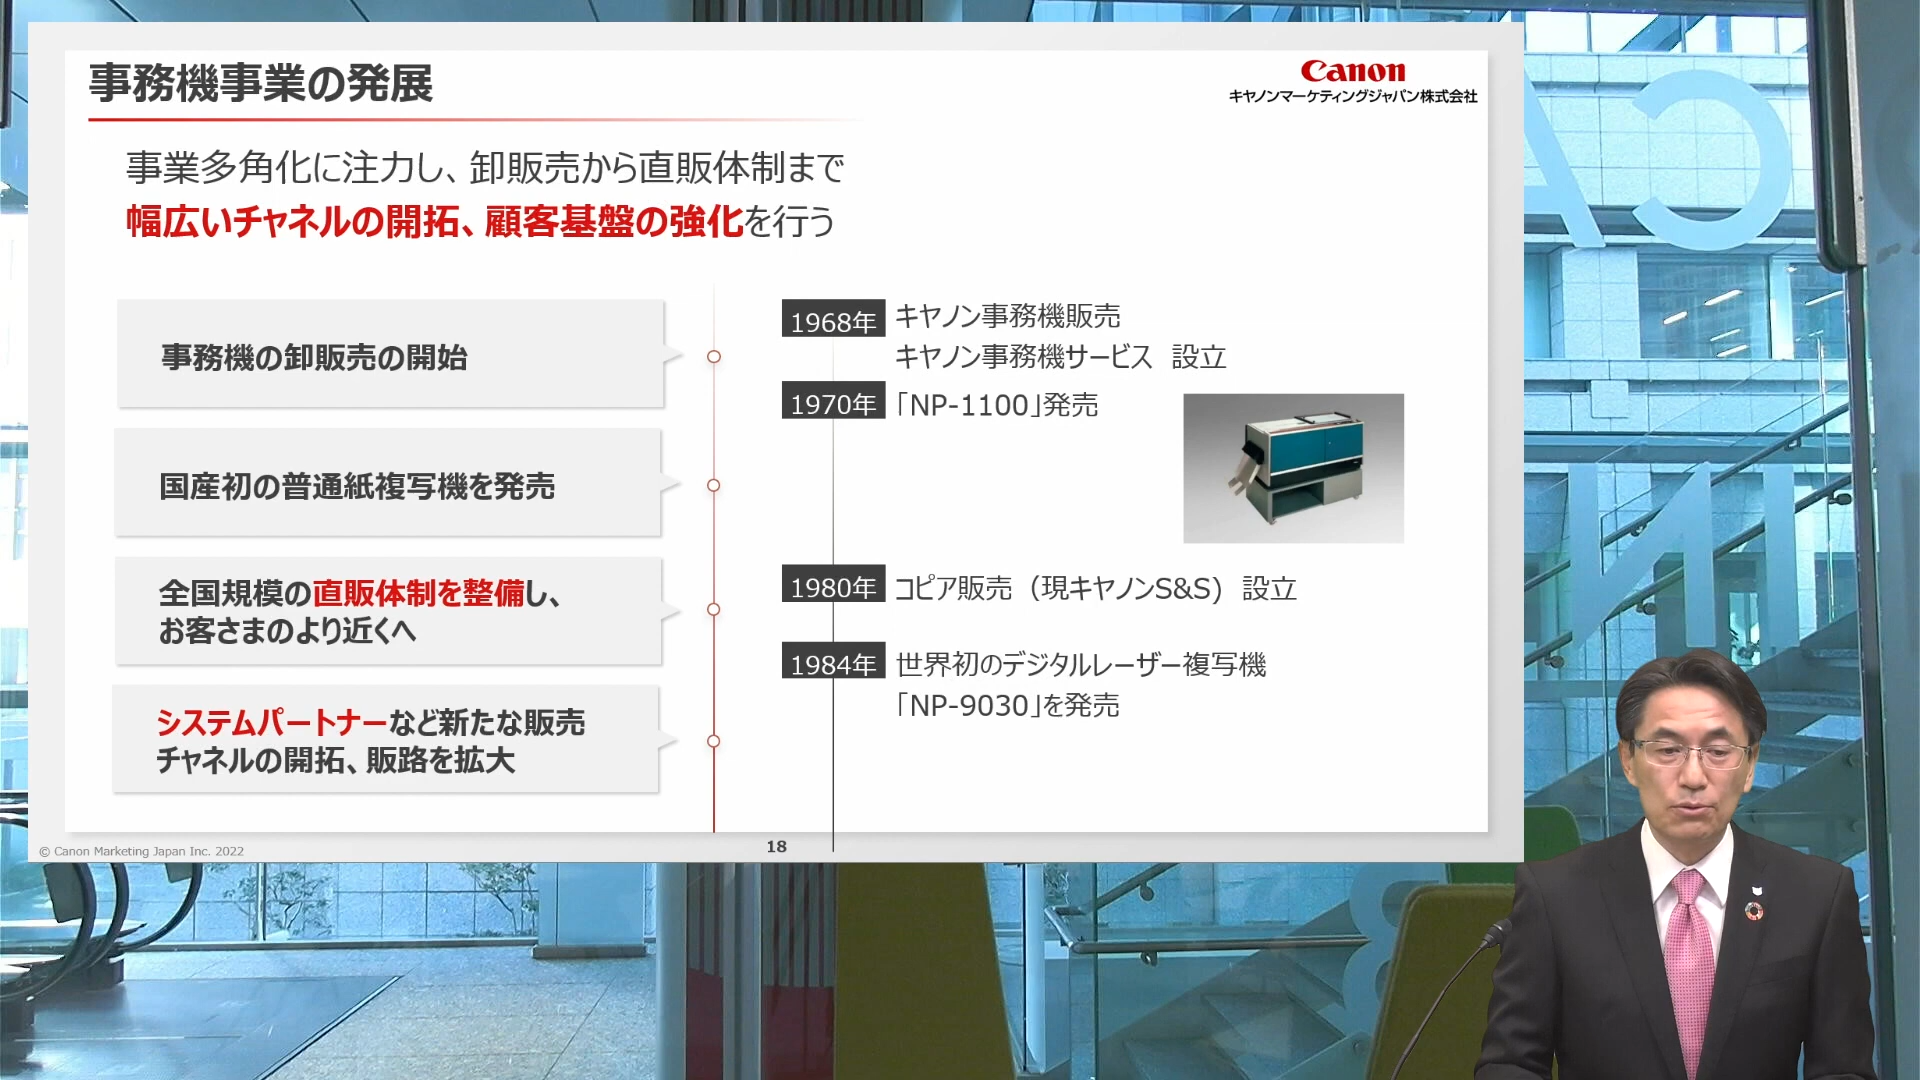 事務機事業の発展
Canon
キヤノンマーケティングジャパン株式会社
事業多角化に注力し、卸販売から直販体制まで
幅広いチャネルの開拓、顧客基盤の強化を行う
事務機の卸販売の開始
国産初の普通紙複写機を発売
全国規模の直販体制を整備し、
お客さまのより近くへ
システムパートナーなど新たな販売
チャネルの開拓、販路を拡大
1968年 キヤノン事務機販売
キヤノン事務機サービス 設立
1970年 「NP-1100」発売
1980年 コピア販売（現キヤノンS&S) 設立
1984年 世界初のデジタルレーザー複写機
「NP-9030」を発売
© Canon Marketing Japan Inc. 2022
18